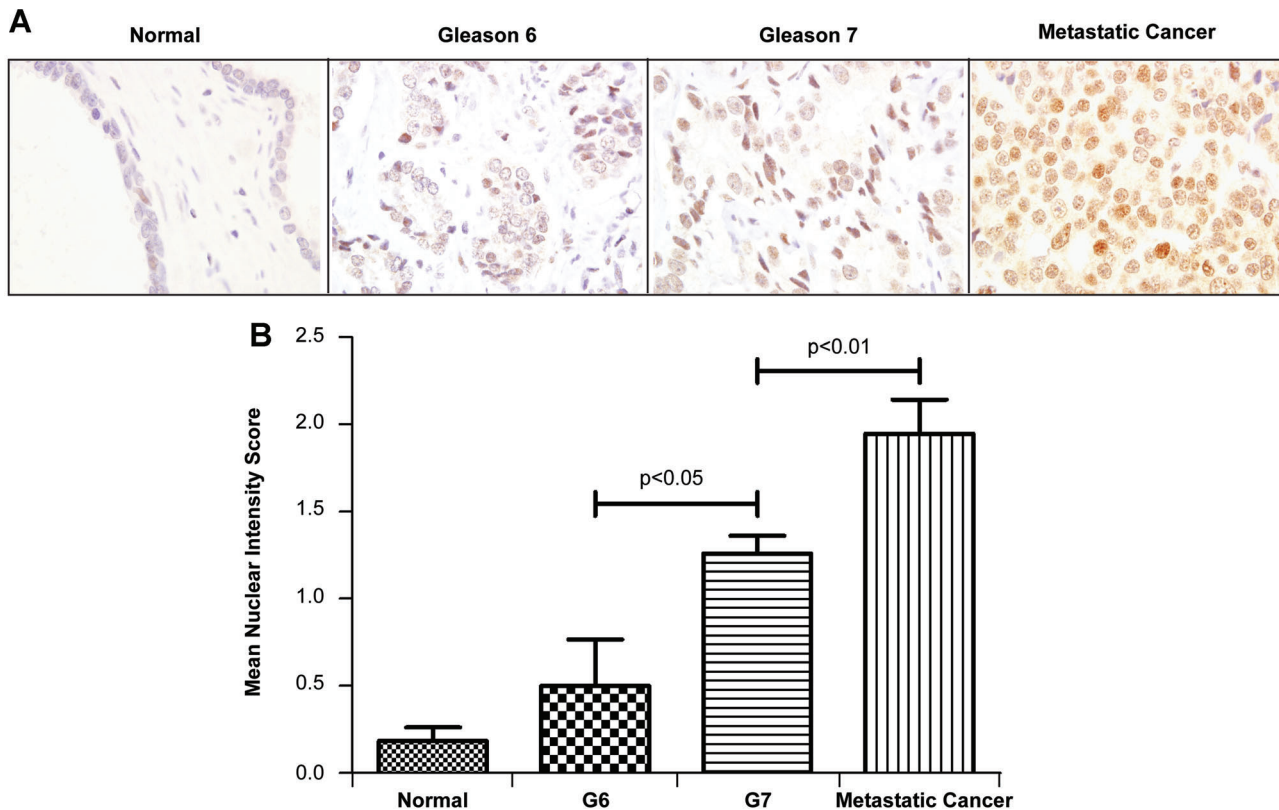 A
Normal
Gleason 6
Gleason 7
Metastatic Cancer
B
2.5
2.0
1.5
1.0
0.5
0.0
Mean Nuclear Intensity Score
p<0.05
p<0.01
Normal
G6
G7
Metastatic Cancer